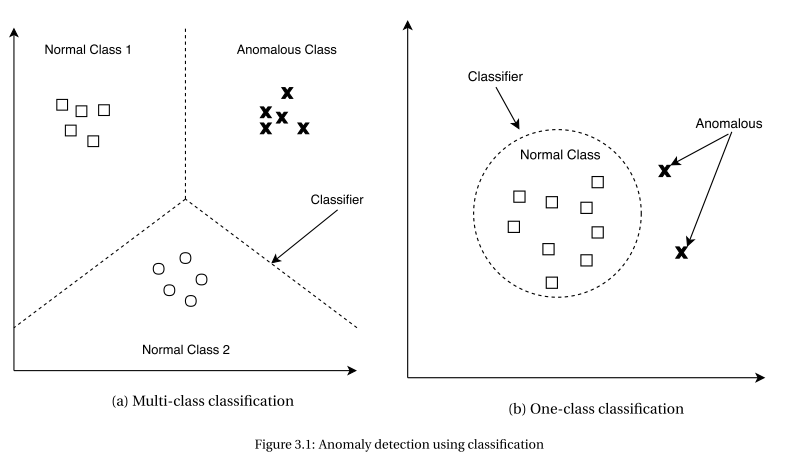 Normal Class 1
Anomalous Class
Classifier
Normal Class 2
(a) Multi-class classification
Classifier
Anomalous
Normal Class
(b) One-class classification
Figure 3.1: Anomaly detection using classification